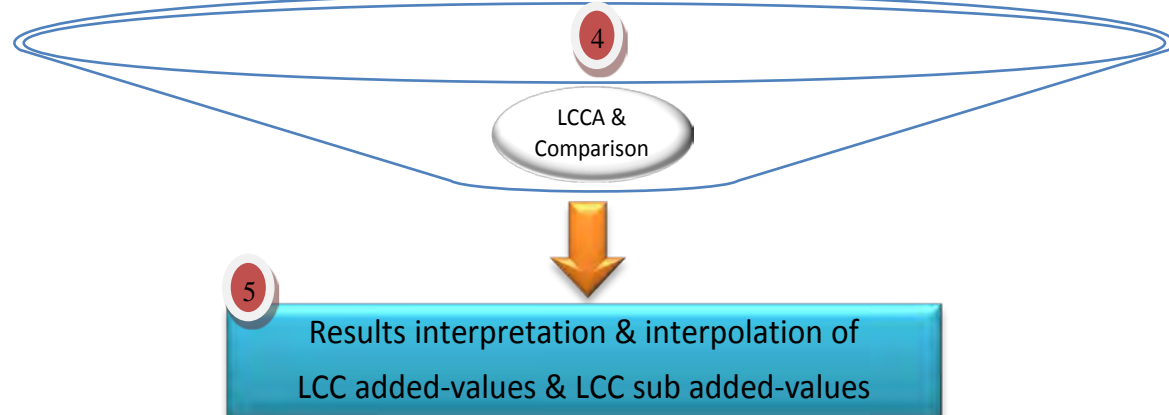 4
LCCA &
Comparison
5
Results interpretation & interpolation of
LCC added-values & LCC sub added-values